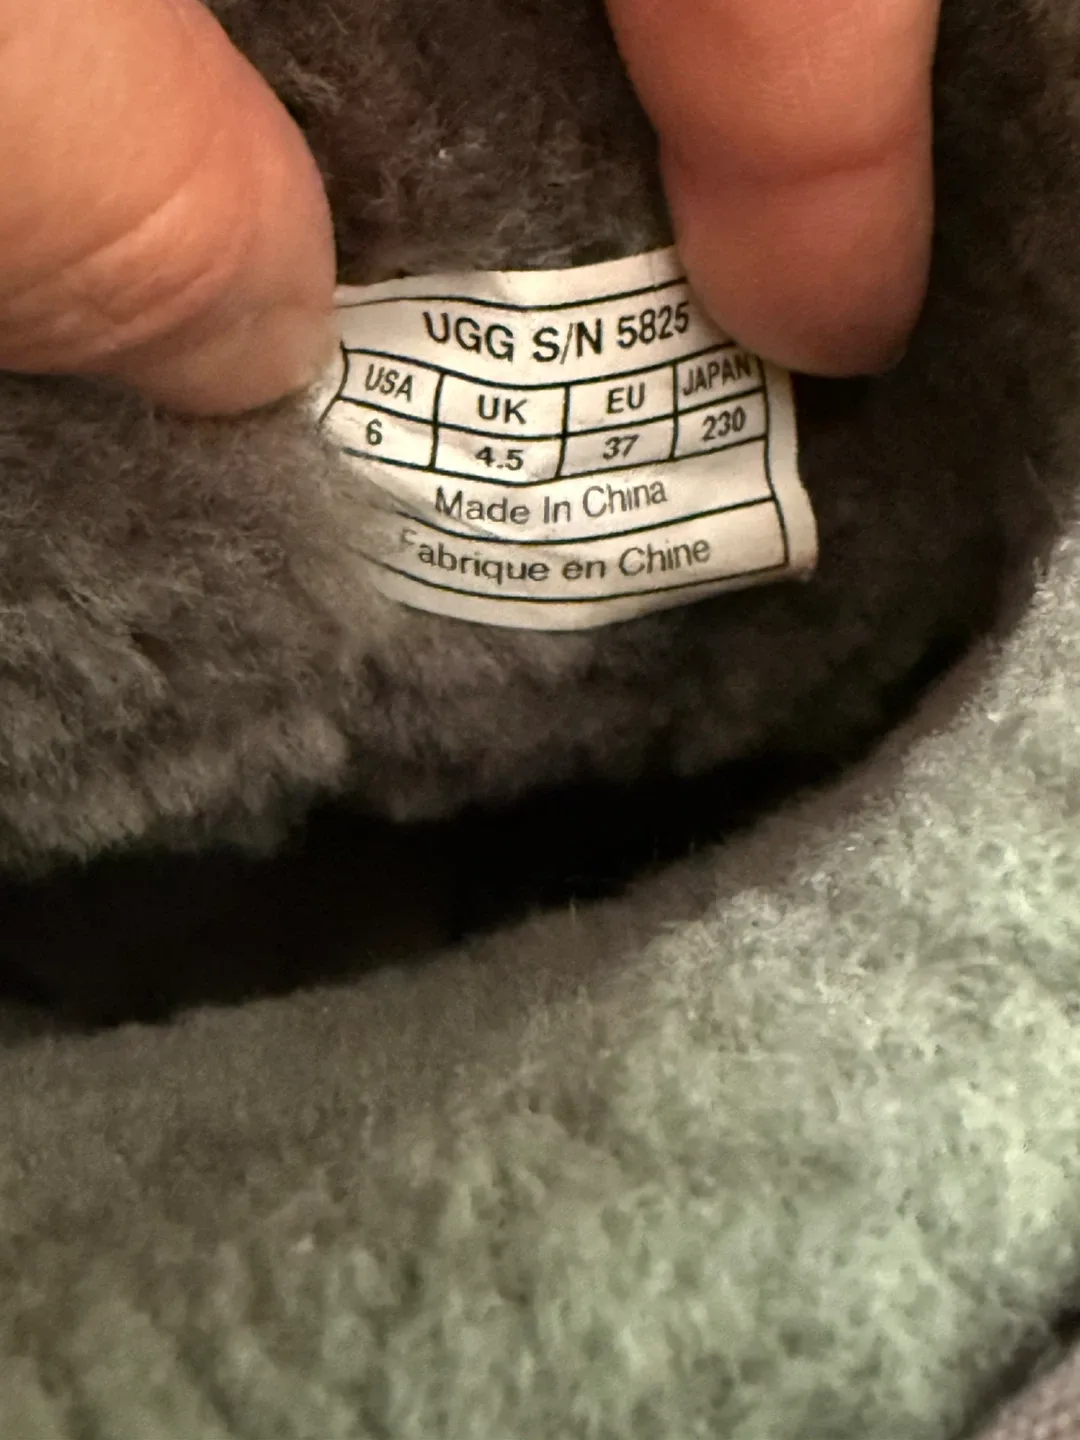 UGG S/N 5825
USA UK EU JAPAN
6 4.5 37 230
Made In China
Fabrique en Chine